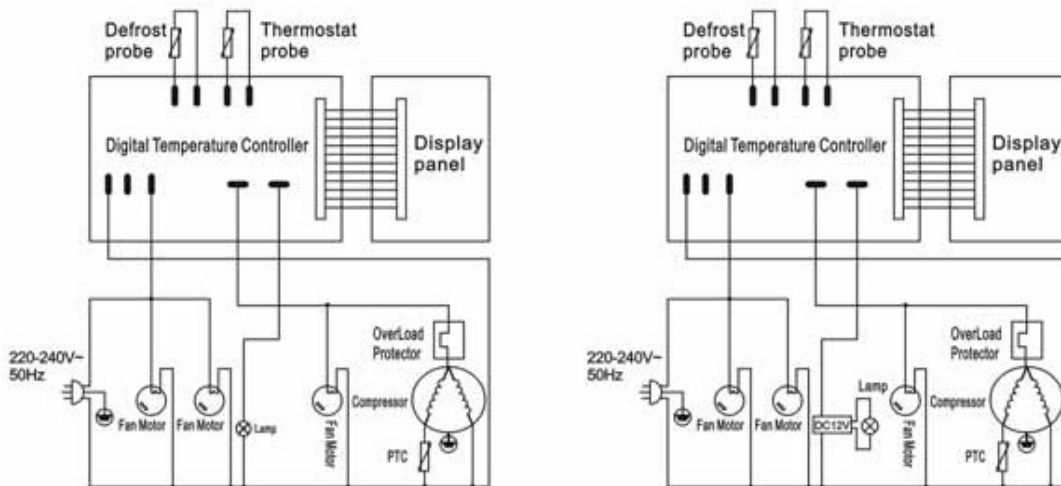 Defrost
probe
Thermostat
probe
Digital Temperature Controller
Display
panel
OverLoad
Protector
220-240V~
50Hz
Compressor
Fan Motor
Fan Motor
Lamp
Fan Motor
PTC
Defrost
probe
Thermostat
probe
Digital Temperature Controller
Display
panel
OverLoad
Protector
220-240V~
50Hz
Lamp
Compressor
DC12V
Fan Motor
Fan Motor
Fan Motor
PTC